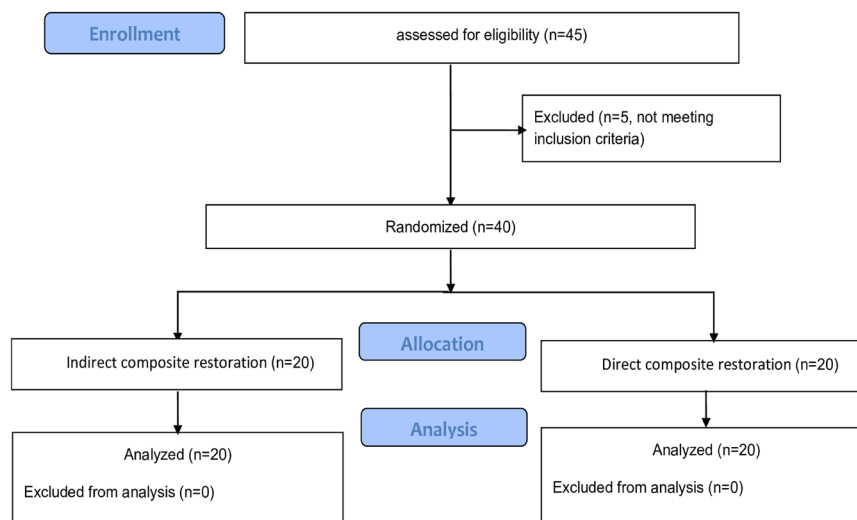 Enrollment
assessed for eligibility (n=45)
Excluded (n=5, not meeting
inclusion criteria)
Randomized (n=40)
Allocation
Indirect composite restoration (n=20)
Direct composite restoration (n=20)
Analysis
Analyzed (n=20)
Excluded from analysis (n=0)
Analyzed (n=20)
Excluded from analysis (n=0)